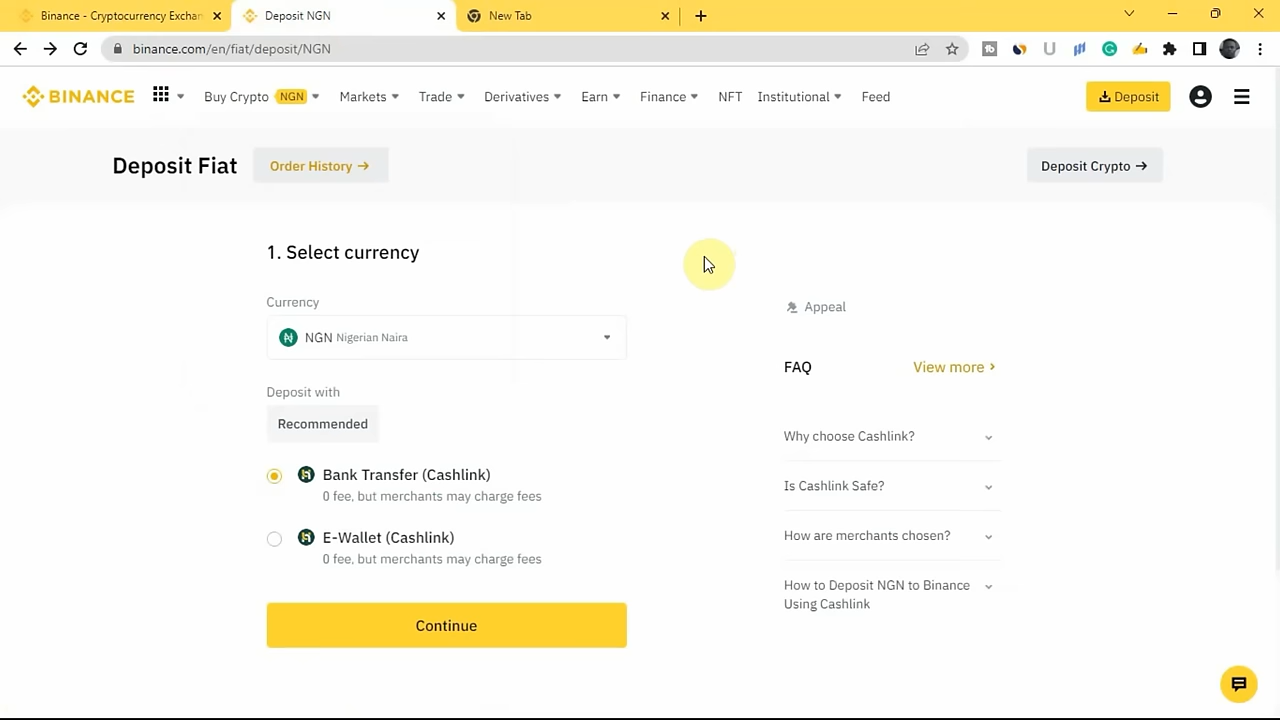 Binance - Cryptocurrency Exchan
Deposit NGN
New Tab
binance.com/en/fiat/deposit/NGN
BINANCE
Buy Crypto NGN
Markets
Trade
Derivatives
Earn
Finance
NFT
Institutional
Feed
Deposit
Deposit Fiat
Order History →
Deposit Crypto →
1. Select currency
Currency
NGN Nigerian Naira
Deposit with
Recommended
Bank Transfer (Cashlink)
0 fee, but merchants may charge fees
E-Wallet (Cashlink)
0 fee, but merchants may charge fees
Continue
Appeal
FAQ
View more >
Why choose Cashlink?
Is Cashlink Safe?
How are merchants chosen?
How to Deposit NGN to Binance
Using Cashlink